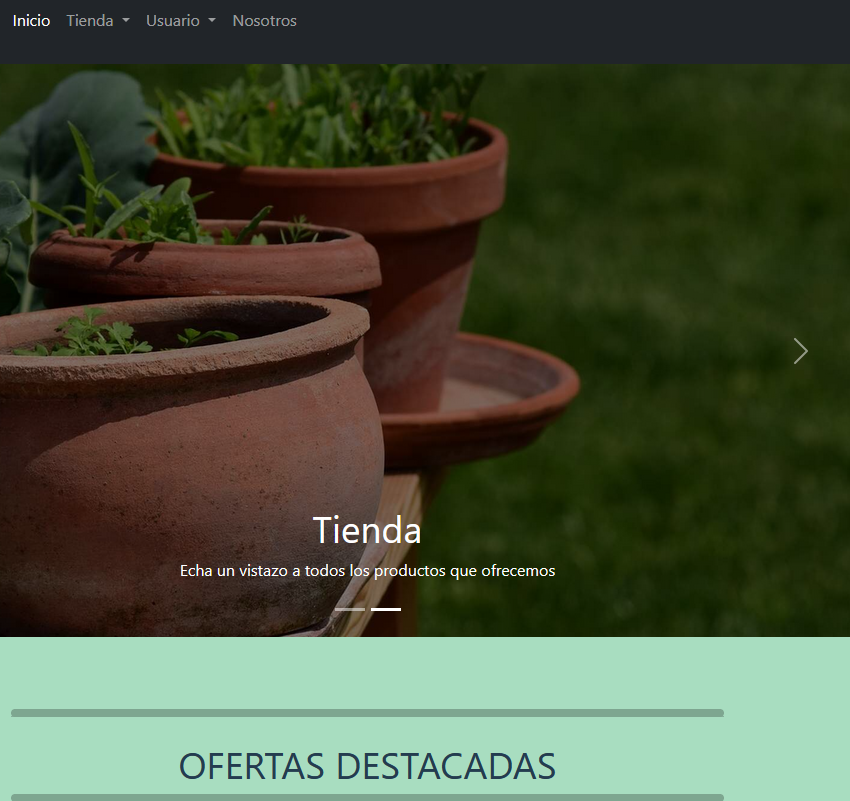 Inicio Tienda Usuario Nosotros
Tienda
Echa un vistazo a todos los productos que ofrecemos
OFERTAS DESTACADAS